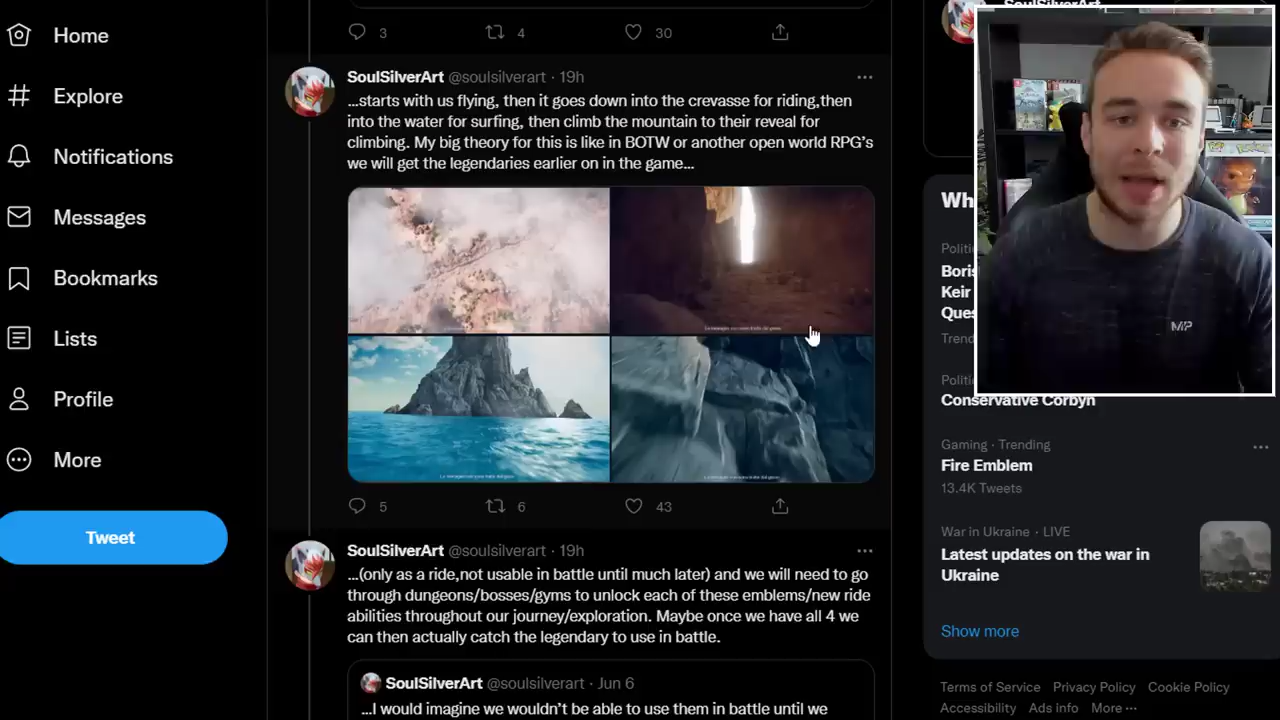 Home
Explore
Notifications
Messages
Bookmarks
Lists
Profile
More
Tweet
3
4
30
SoulSilverArt @soulsilverart · 19h
...starts with us flying, then it goes down into the crevasse for riding,then
into the water for surfing, then climb the mountain to their reveal for
climbing. My big theory for this is like in BOTW or another open world RPG's
we will get the legendaries earlier on in the game...
5
6
43
SoulSilverArt @soulsilverart · 19h
...(only as a ride,not usable in battle until much later) and we will need to go
through dungeons/bosses/gyms to unlock each of these emblems/new ride
abilities throughout our journey/exploration. Maybe once we have all 4 we
can then actually catch the legendary to use in battle.
SoulSilverArt @soulsilverart · Jun 6
...I would imagine we wouldn't be able to use them in battle until we
SoulSilverArt
MP
Wh
Politi
Boris
Keir
Ques
Trend
Politi
Conservative Corbyn
Gaming · Trending
Fire Emblem
13.4K Tweets
War in Ukraine · LIVE
Latest updates on the war in
Ukraine
Show more
Terms of Service Privacy Policy Cookie Policy
Accessibility Ads info More ···